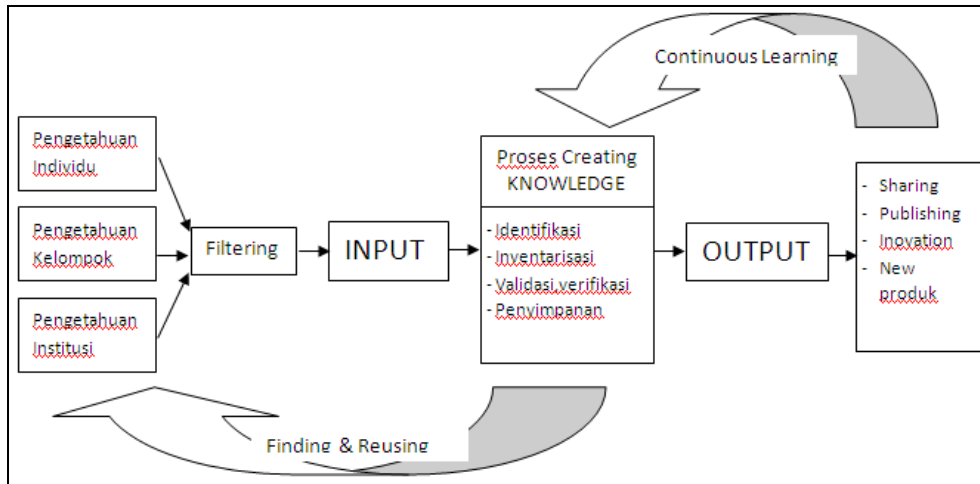 Continuous Learning
Pengetahuan
Individu
Pengetahuan
Kelompok
Pengetahuan
Institusi
Filtering
INPUT
Proses Creating
KNOWLEDGE
-Identifikasi
-Inventarisasi
-Validasi,verifikasi
-Penyimpanan
OUTPUT
- Sharing
- Publishing
- Inovation
- New
produk
Finding & Reusing